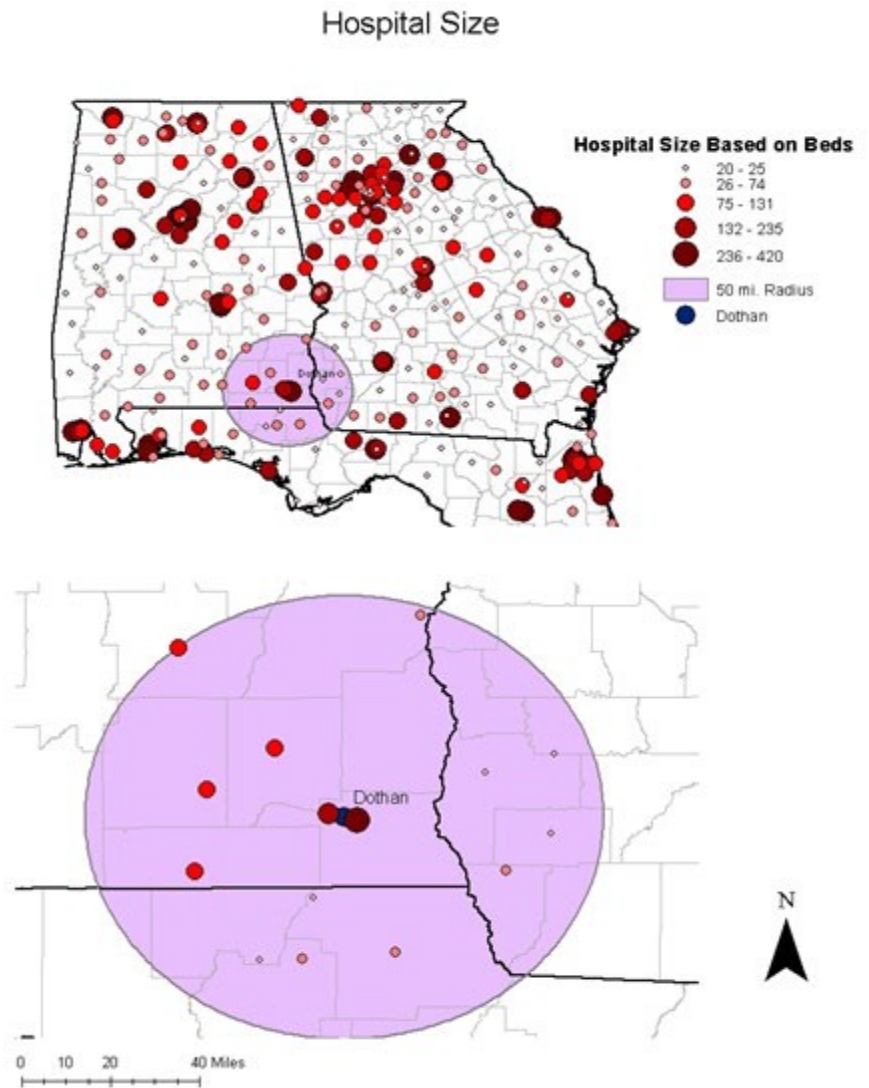 Hospital Size
Hospital Size Based on Beds
20 - 25
26 - 74
75 - 131
132 - 235
236 - 420
50 mi. Radius
Dothan
Dothan
Dothan
N
0 10 20 40 Miles